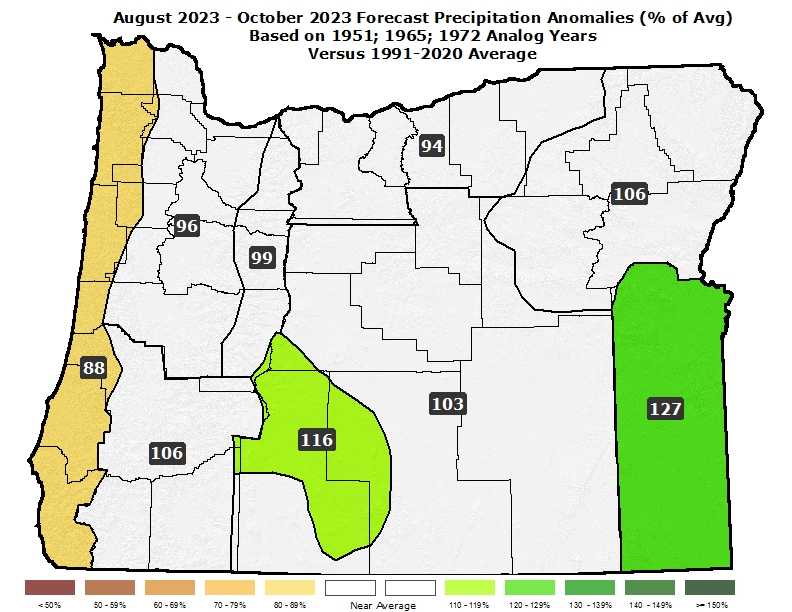 August 2023 - October 2023 Forecast Precipitation Anomalies (% of Avg)
Based on 1951; 1965; 1972 Analog Years
Versus 1991-2020 Average
94
106
96
99
88
103
127
116
106
<50% 50 - 59% 60 - 69% 70 - 79% 80 - 89% Near Average 110 - 119% 120- 129% 130 - 139% 140 - 149% >= 150%